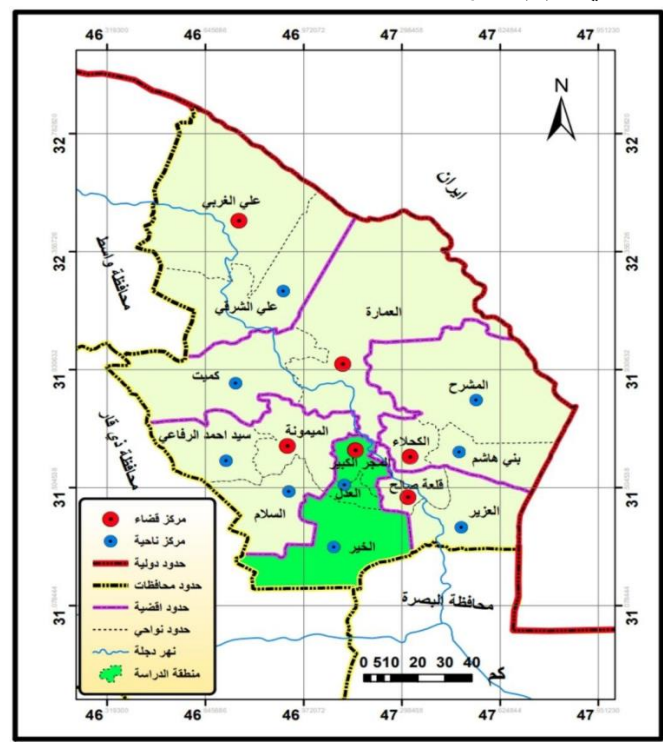 46 46 46 47 47 47
N
ايران
علي الغربي
محافظة واسط
علي الشرقي
العمارة
كميت
المشرح
محافظة ذي قار
سيد احمد الرفاعي
الميمونة
المجر الكبير
الكحلاء
بني هاشم
العدل
قلعة صالح
السلام
العزير
الخير
محافظة البصرة
مركز قضاء
مركز ناحية
حدود دولية
حدود محافظات
حدود اقضية
حدود نواحي
نهر دجلة
منطقة الدراسة
0 5 10 20 30 40
كم
32 32
32 32
31 31
31 31
31 31
46 46 46 47 47 47